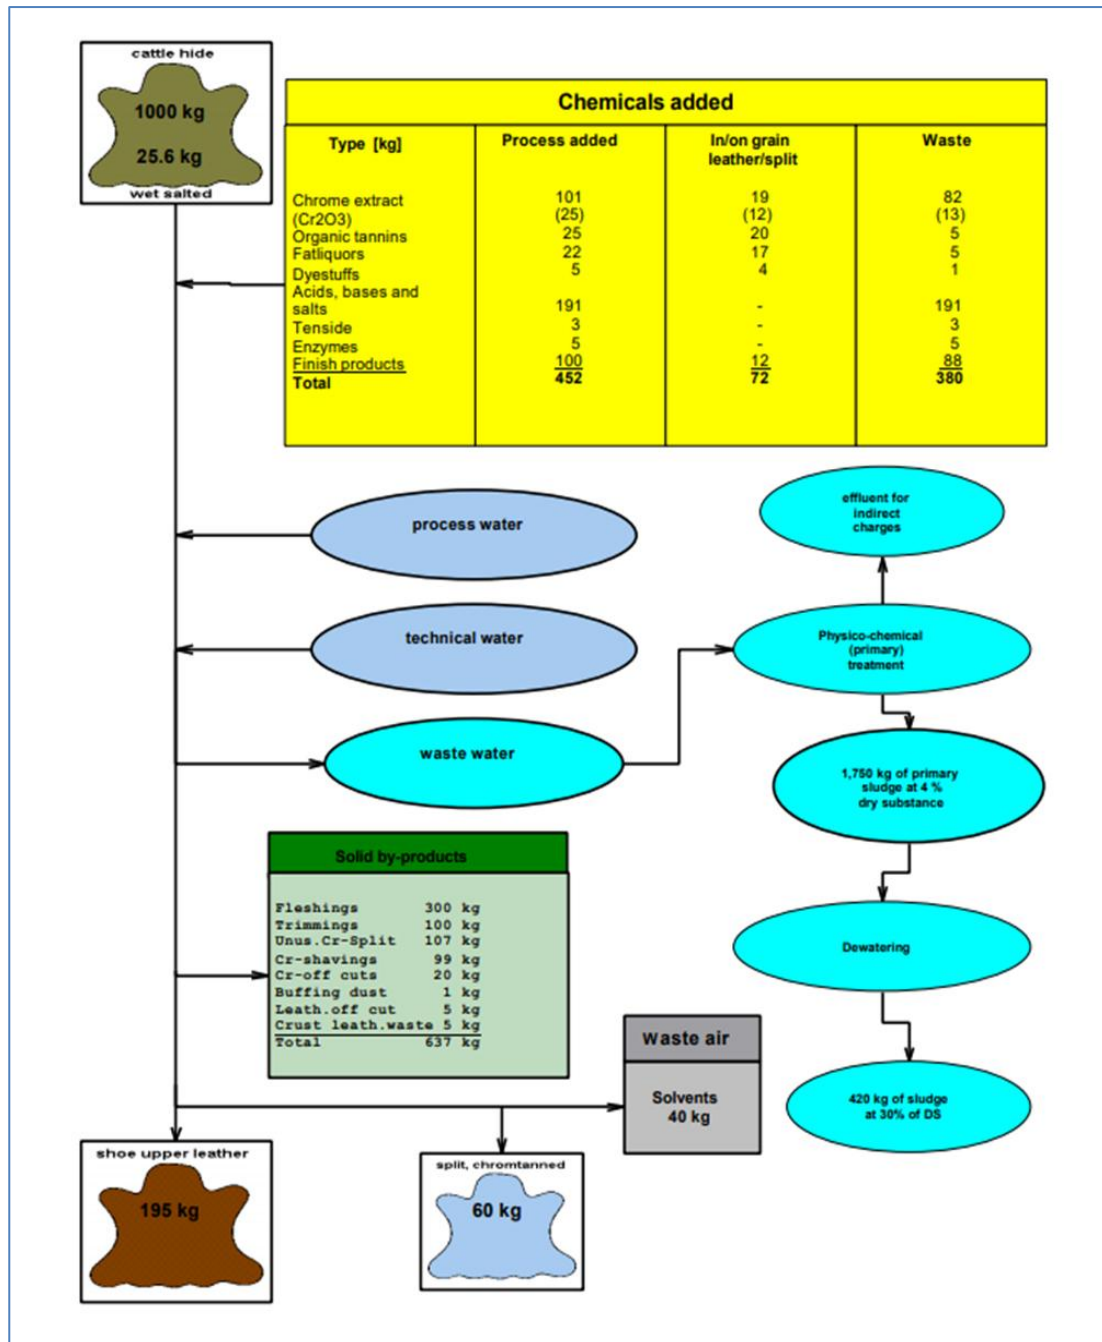 cattle hide
1000 kg
25.6 kg
wet salted
Chemicals added
Type [kg] Process added In/on grain leather/split Waste
Chrome extract 101 19 82
(Cr2O3) (25) (12) (13)
Organic tannins 25 20 5
Fatliquors 22 17 5
Dyestuffs 5 4 1
Acids, bases and
salts 191 - 191
Tenside 3 - 3
Enzymes 5 - 5
Finish products 100 12 88
Total 452 72 380
process water
technical water
waste water
effluent for
indirect
charges
Physico-chemical
(primary)
treatment
1,750 kg of primary
sludge at 4 %
dry substance
Dewatering
420 kg of sludge
at 30% of DS
Solid by-products
Fleshings 300 kg
Trimmings 100 kg
Unus.Cr-Split 107 kg
Cr-shavings 99 kg
Cr-off cuts 20 kg
Buffing dust 1 kg
Leath.off cut 5 kg
Crust leath.waste 5 kg
Total 637 kg
Waste air
Solvents
40 kg
shoe upper leather
195 kg
split, chromtanned
60 kg